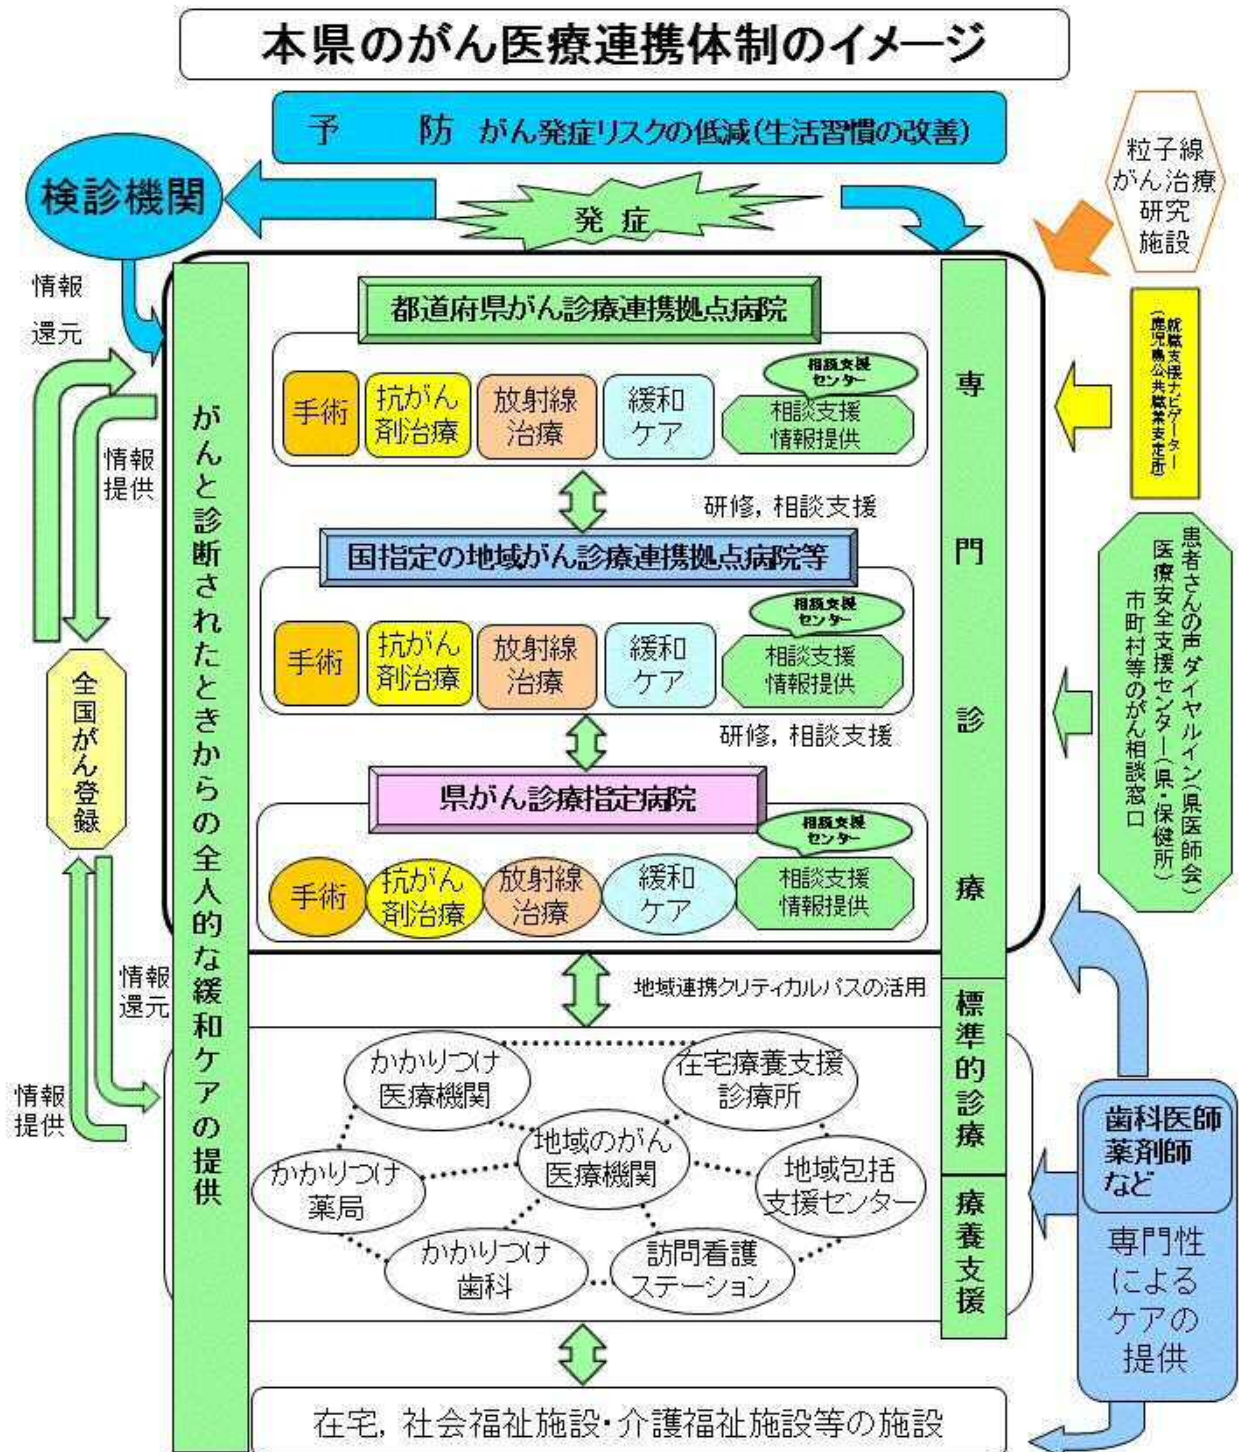 本県のがん医療連携体制のイメージ
予　　防　がん発症リスクの低減(生活習慣の改善)
検診機関
発症
粒子線
がん治療
研究
施設
情報
還元
情報
提供
都道府県がん診療連携拠点病院
相談支援
センター
手術
抗がん
剤治療
放射線
治療
緩和
ケア
相談支援
情報提供
研修, 相談支援
国指定の地域がん診療連携拠点病院等
相談支援
センター
手術
抗がん
剤治療
放射線
治療
緩和
ケア
相談支援
情報提供
研修, 相談支援
県がん診療指定病院
相談支援
センター
手術
抗がん
剤治療
放射線
治療
緩和
ケア
相談支援
情報提供
がんと診断されたときからの全人的な緩和ケアの提供
専門診療
標準的診療
療養支援
就職支援ナビゲーター
(鹿児島公共職業安定所)
患者さんの声ダイヤルイン(県医師会)
医療安全支援センター(県・保健所)
市町村等のがん相談窓口
全国がん登録
情報
還元
情報
提供
地域連携クリティカルパスの活用
かかりつけ
医療機関
在宅療養支援
診療所
地域のがん
医療機関
かかりつけ
薬局
地域包括
支援センター
かかりつけ
歯科
訪問看護
ステーション
歯科医師
薬剤師
など
専門性
による
ケアの
提供
在宅, 社会福祉施設・介護福祉施設等の施設